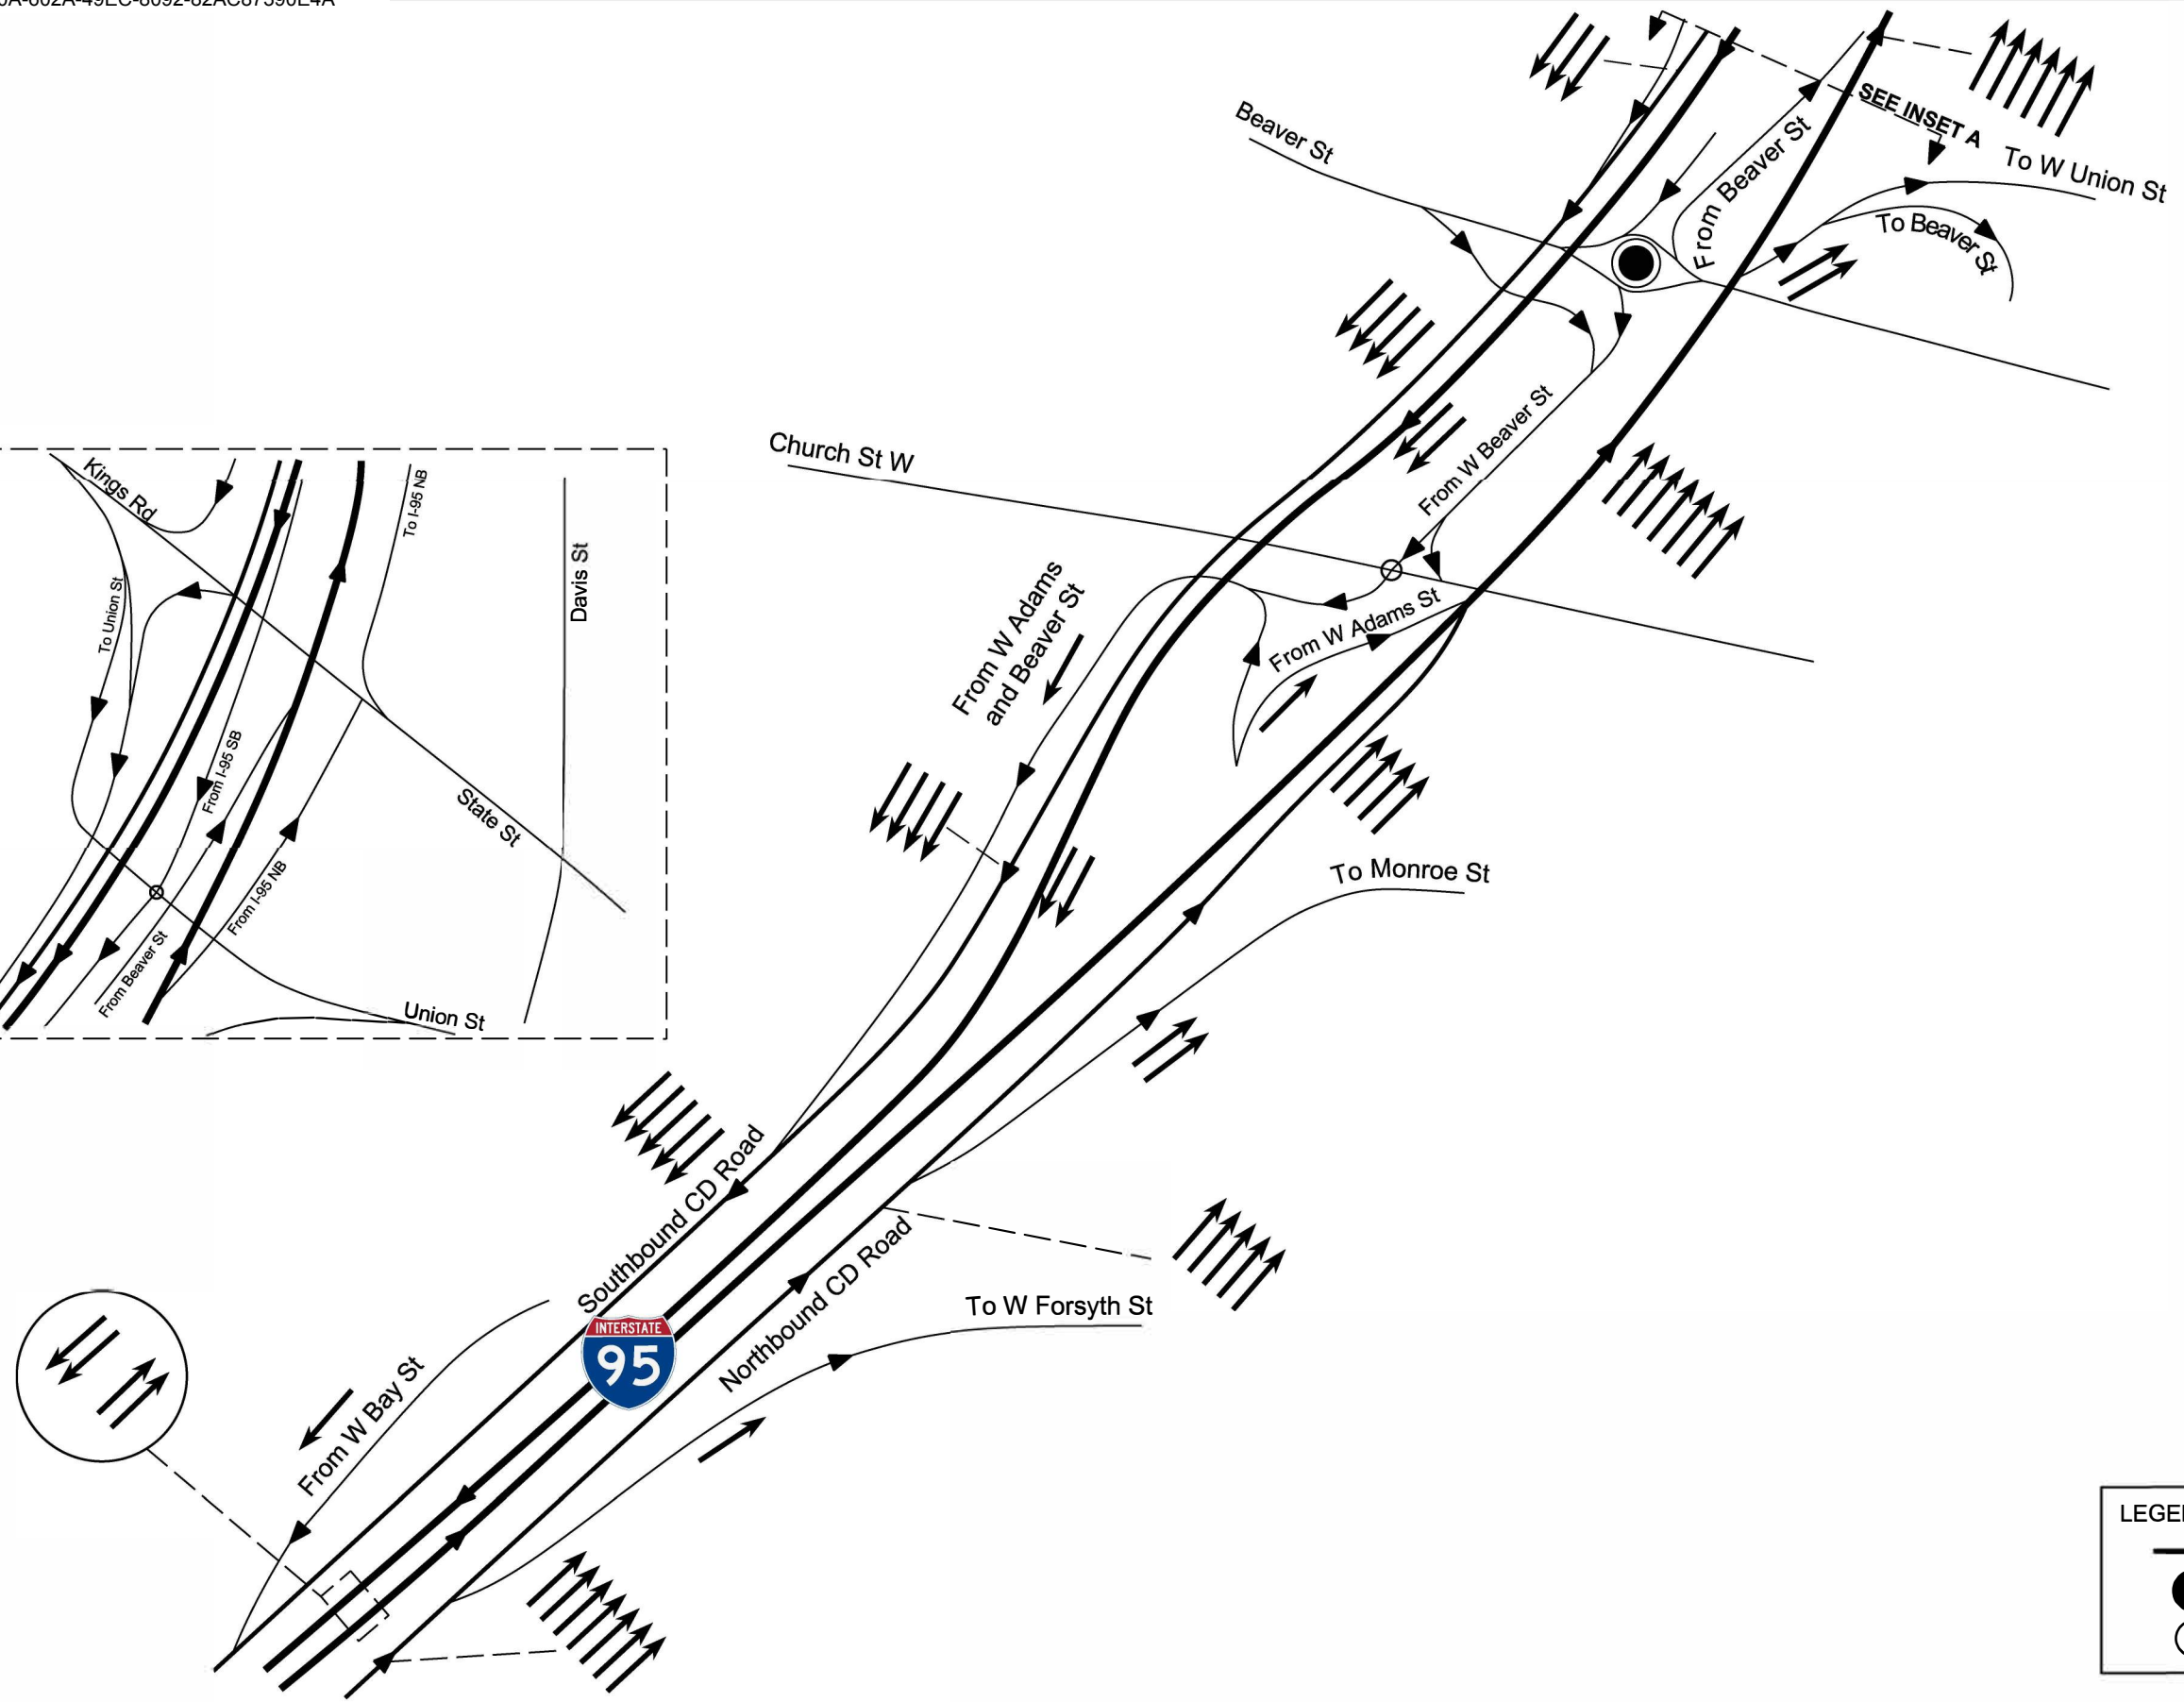 Beaver St
SEE INSET A
To W Union St
From Beaver St
To Beaver St
Church St W
From W Beaver St
Kings Rd
To I-95 NB
Davis St
To Union St
From W Adams
and Beaver St
From W Adams St
From I-95 SB
State St
From I-95 NB
From Beaver St
Union St
To Monroe St
Southbound CD Road
Northbound CD Road
To W Forsyth St
INTERSTATE
95
From W Bay St